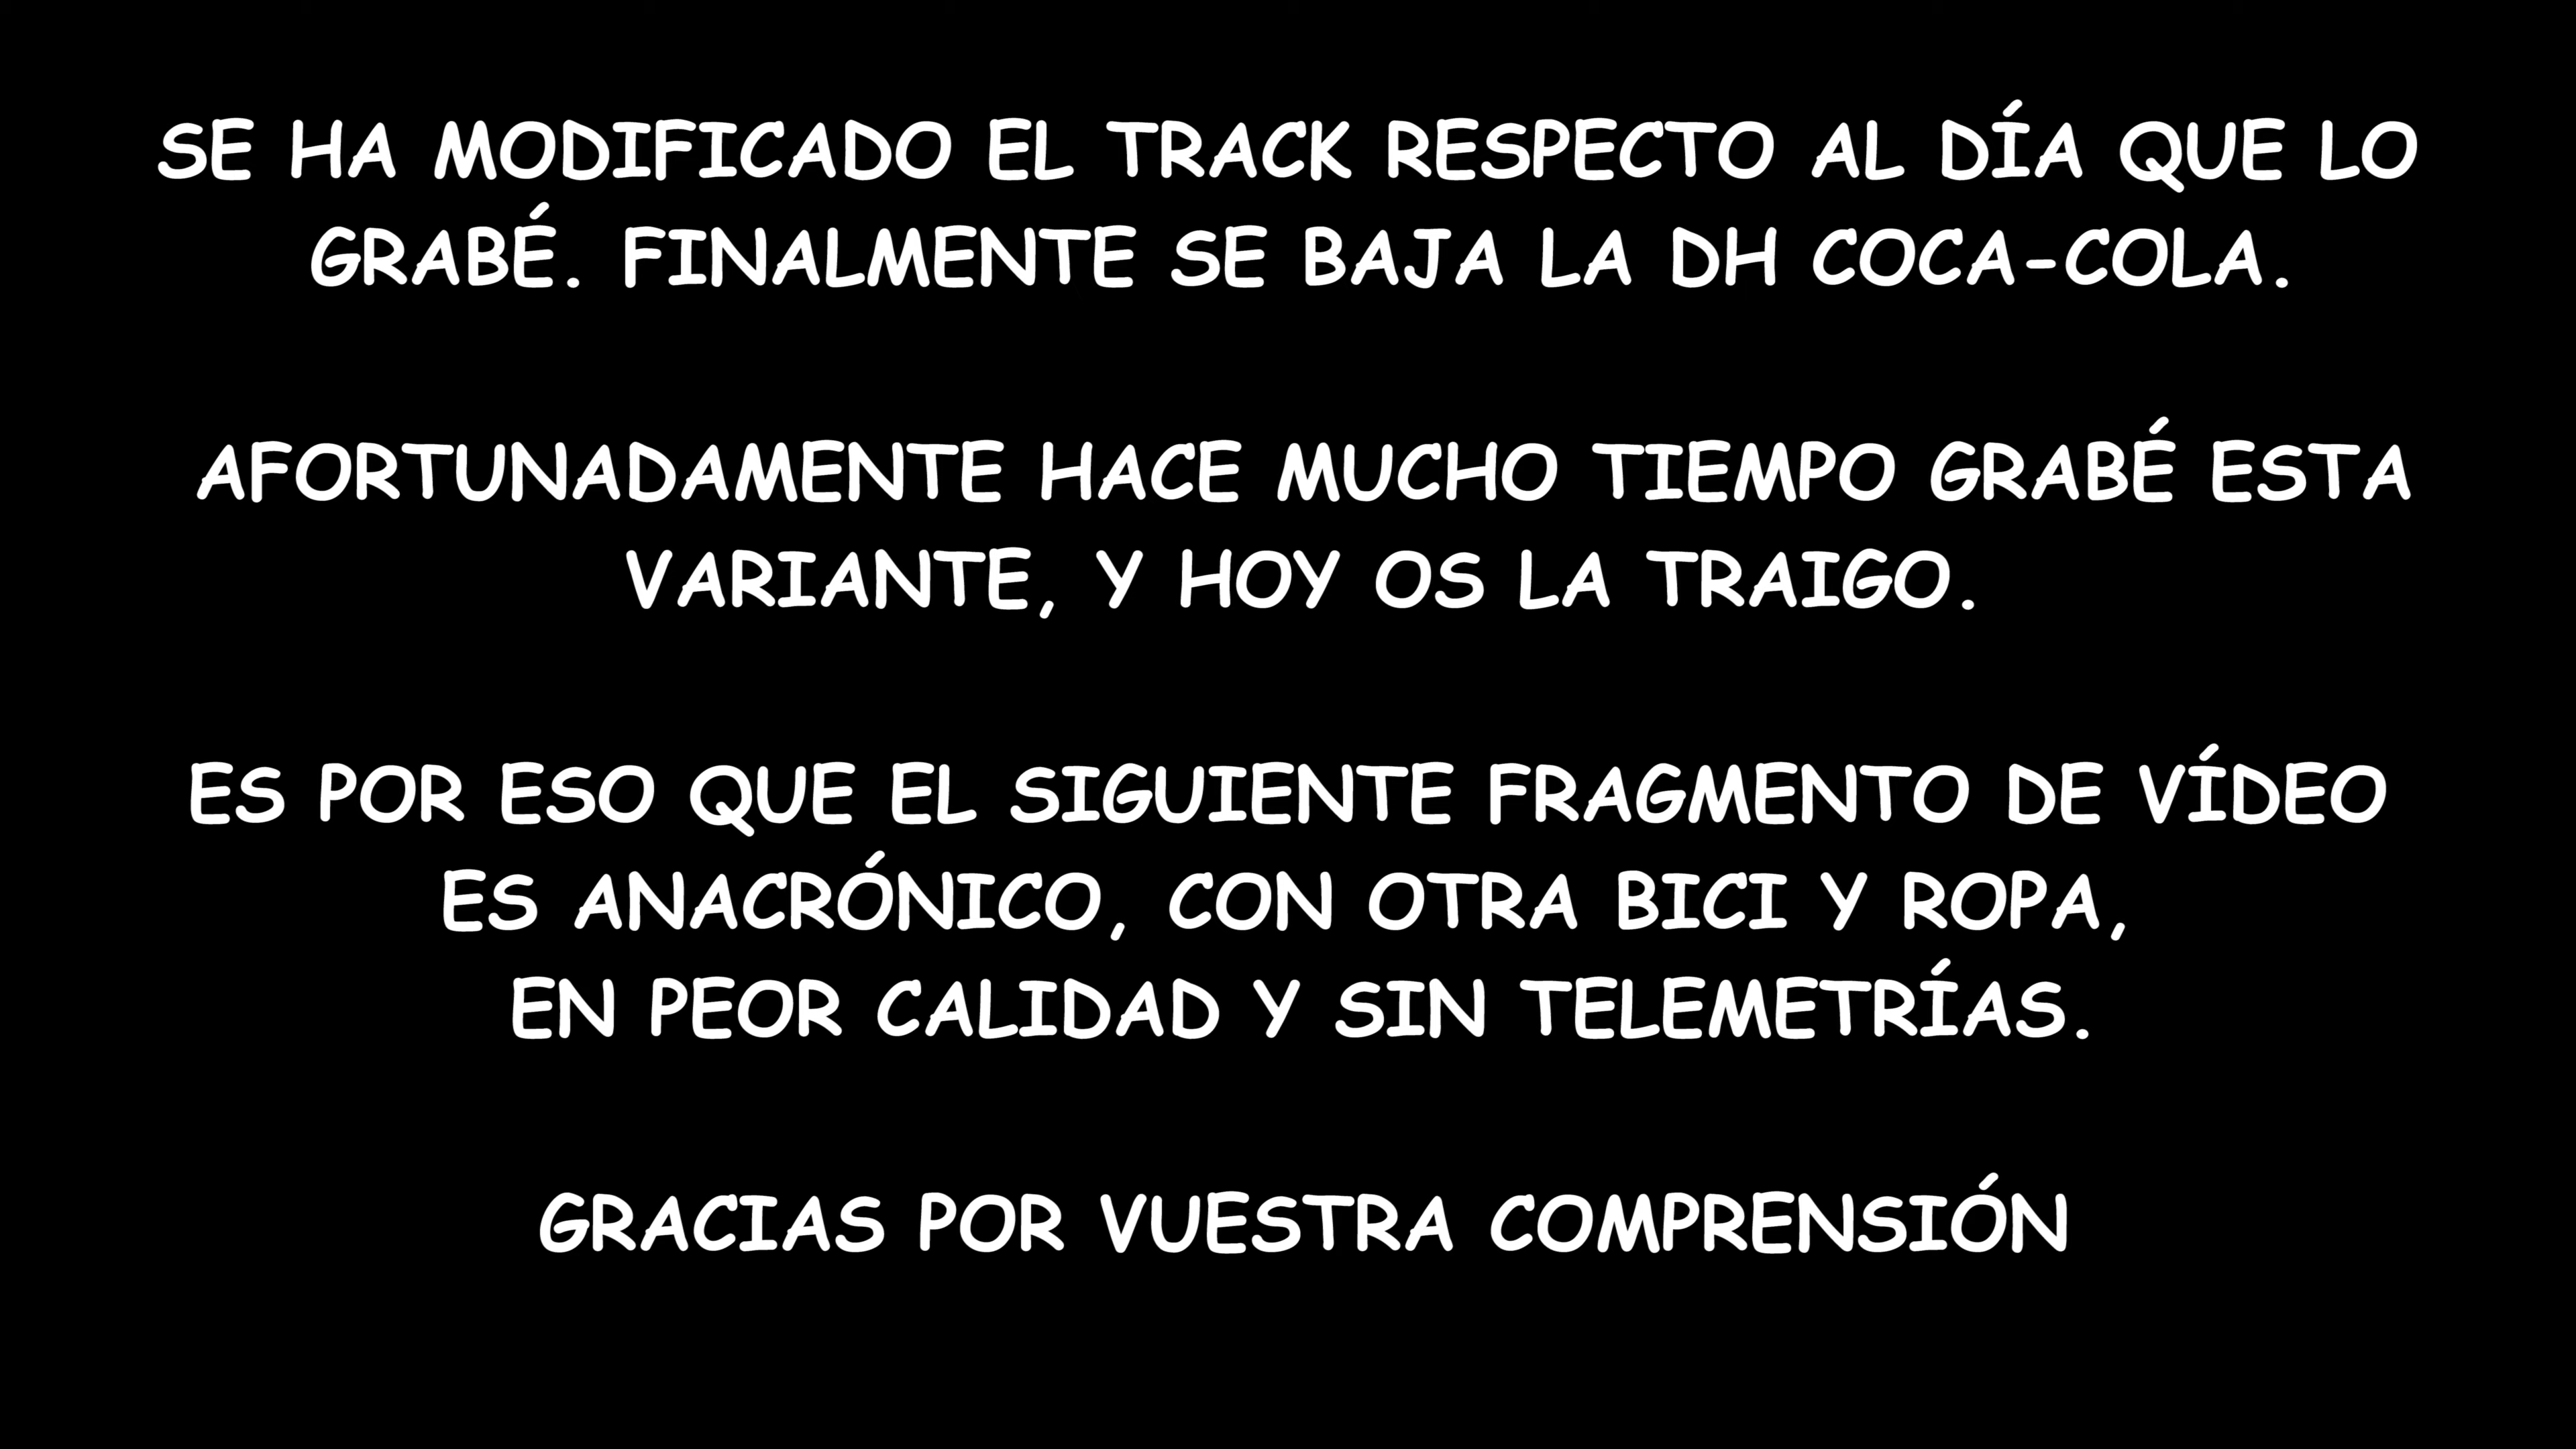 SE HA MODIFICADO EL TRACK RESPECTO AL DÍA QUE LO
GRABÉ. FINALMENTE SE BAJA LA DH COCA-COLA.
AFORTUNADAMENTE HACE MUCHO TIEMPO GRABÉ ESTA
VARIANTE, Y HOY OS LA TRAIGO.
ES POR ESO QUE EL SIGUIENTE FRAGMENTO DE VÍDEO
ES ANACRÓNICO, CON OTRA BICI Y ROPA,
EN PEOR CALIDAD Y SIN TELEMETRÍAS.
GRACIAS POR VUESTRA COMPRENSIÓN